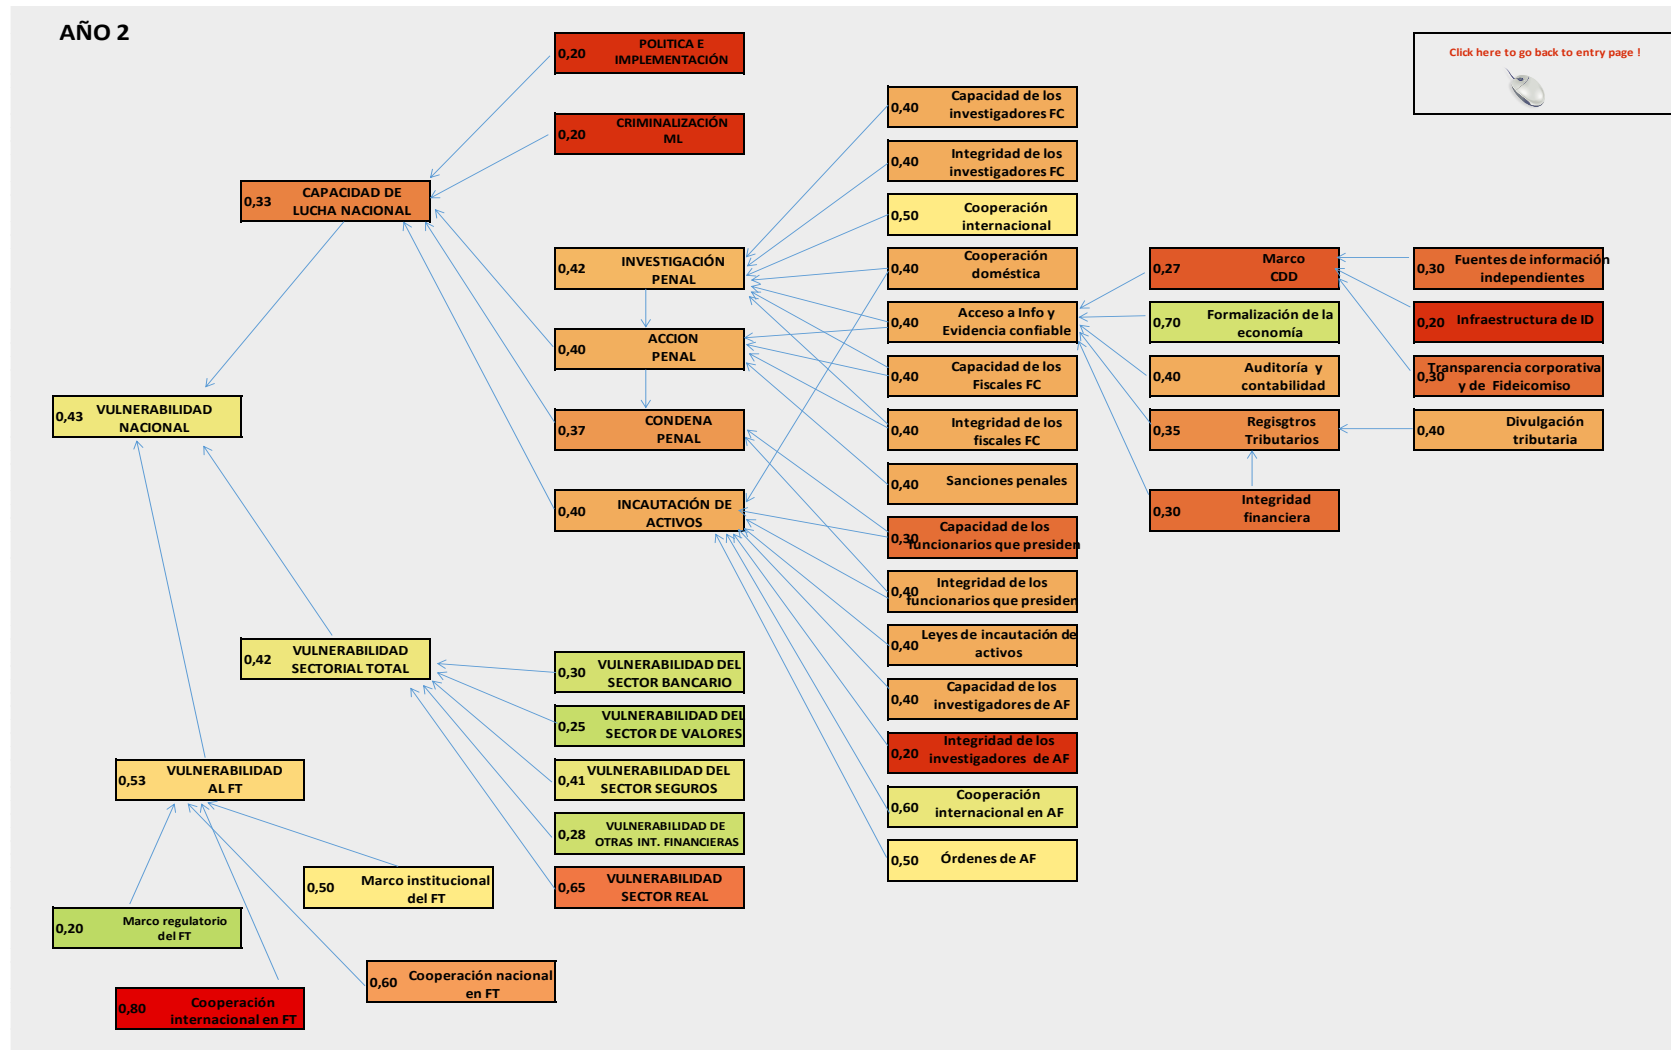 AÑO 2
Click here to go back to entry page !
0,20
POLITICA E
IMPLEMENTACIÓN
0,20
CRIMINALIZACIÓN
ML
0,33
CAPACIDAD DE
LUCHA NACIONAL
0,42
INVESTIGACIÓN
PENAL
0,40
ACCION
PENAL
0,37
CONDENA
PENAL
0,40
INCAUTACIÓN DE
ACTIVOS
0,43
VULNERABILIDAD
NACIONAL
0,42
VULNERABILIDAD
SECTORIAL TOTAL
0,30
VULNERABILIDAD DEL
SECTOR BANCARIO
0,25
VULNERABILIDAD DEL
SECTOR DE VALORES
0,41
VULNERABILIDAD DEL
SECTOR SEGUROS
0,28
VULNERABILIDAD DE
OTRAS INT. FINANCIERAS
0,65
VULNERABILIDAD
SECTOR REAL
0,53
VULNERABILIDAD
AL FT
0,50
Marco institucional
del FT
0,20
Marco regulatorio
del FT
0,60
Cooperación nacional
en FT
0,80
Cooperación
internacional en FT
0,40
Capacidad de los
investigadores FC
0,40
Integridad de los
investigadores FC
0,50
Cooperación
internacional
0,40
Cooperación
doméstica
0,40
Acceso a Info y
Evidencia confiable
0,40
Capacidad de los
Fiscales FC
0,40
Integridad de los
fiscales FC
0,40
Sanciones penales
0,30
Capacidad de los
funcionarios que presiden
0,40
Integridad de los
funcionarios que presiden
0,40
Leyes de incautación de
activos
0,40
Capacidad de los
investigadores de AF
0,20
Integridad de los
investigadores de AF
0,60
Cooperación
internacional en AF
0,50
Órdenes de AF
0,27
Marco
CDD
0,70
Formalización de la
economía
0,40
Auditoría y
contabilidad
0,35
Regisgtros
Tributarios
0,30
Integridad
financiera
0,30
Fuentes de información
independientes
0,20
Infraestructura de ID
0,30
Transparencia corporativa
y de Fideicomiso
0,40
Divulgación
tributaria